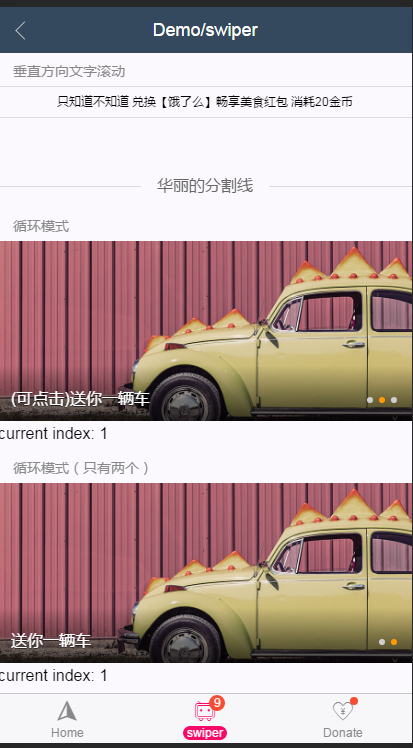 Demo/swiper
垂直方向文字滚动
只知道不知道 兑换【饿了么】畅享美食红包 消耗20金币
华丽的分割线
循环模式
(可点击)送你一辆车
current index: 1
循环模式（只有两个）
送你一辆车
current index: 1
9
Home
swiper
Donate